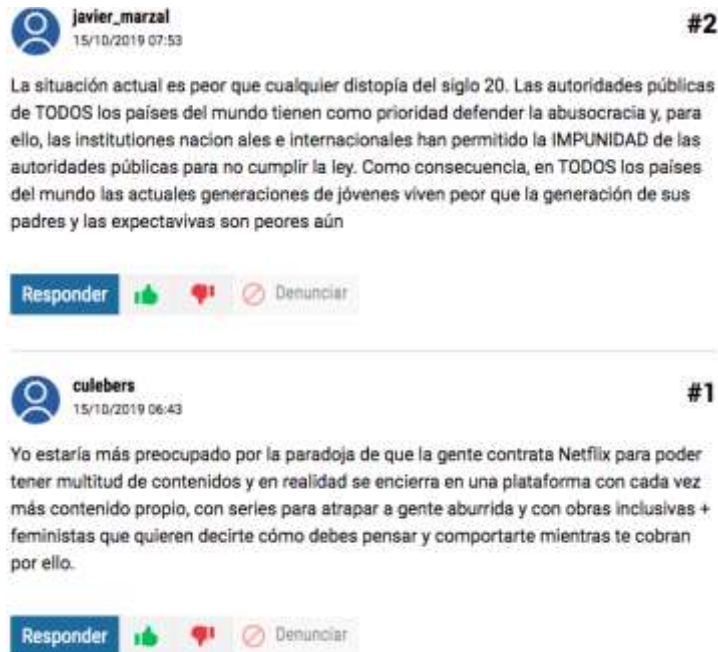 javier_marzal
#2
15/10/2019 07:53
La situación actual es peor que cualquier distopía del siglo 20. Las autoridades públicas
de TODOS los países del mundo tienen como prioridad defender la abusocracia y, para
ello, las institutiones nacion ales e internacionales han permitido la IMPUNIDAD de las
autoridades públicas para no cumplir la ley. Como consecuencia, en TODOS los países
del mundo las actuales generaciones de jóvenes viven peor que la generación de sus
padres y las expectavivas son peores aún
Responder Denunciar
culebers
#1
15/10/2019 06:43
Yo estaría más preocupado por la paradoja de que la gente contrata Netflix para poder
tener multitud de contenidos y en realidad se encierra en una plataforma con cada vez
más contenido propio, con series para atrapar a gente aburrida y con obras inclusivas +
feministas que quieren decirte cómo debes pensar y comportarte mientras te cobran
por ello.
Responder Denunciar